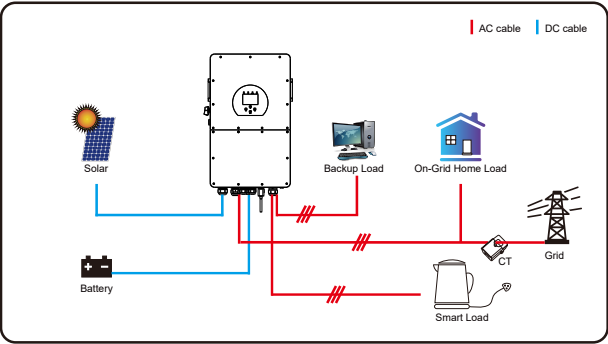 AC cable
DC cable
Solar
Backup Load
On-Grid Home Load
Grid
CT
Battery
Smart Load